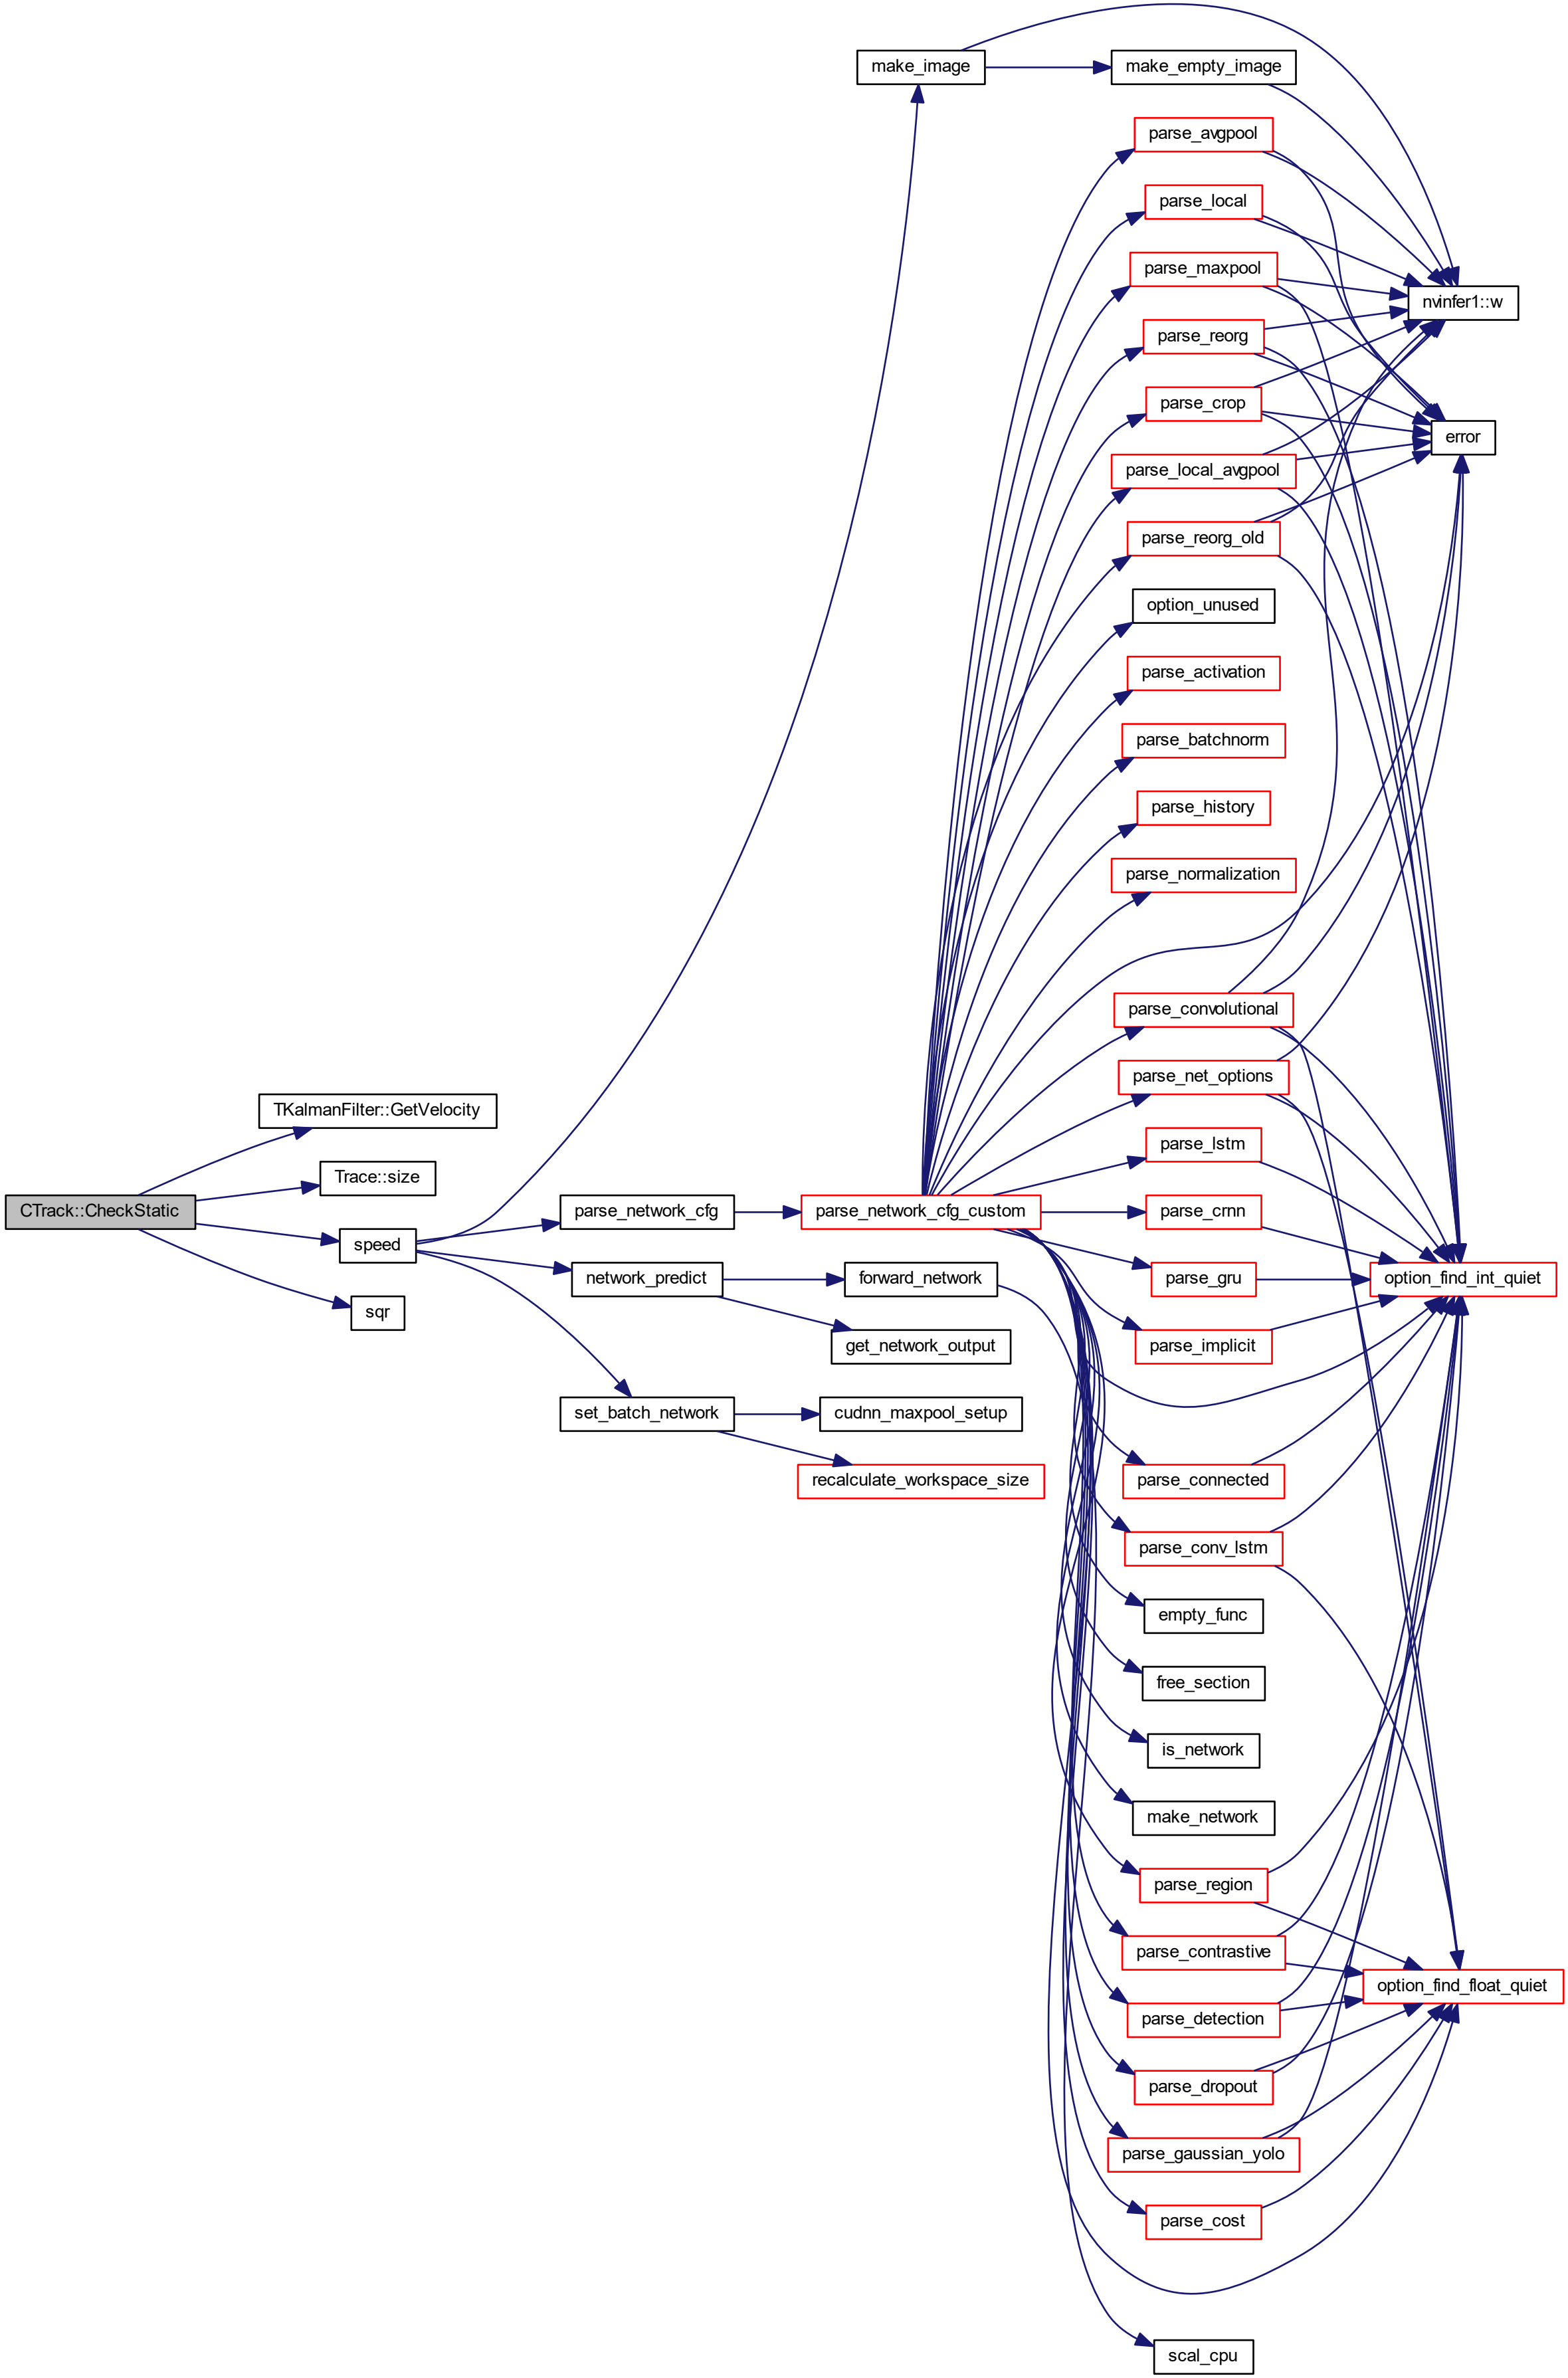 make_image
make_empty_image
parse_avgpool
parse_local
parse_maxpool
nvinfer1::w
parse_reorg
parse_crop
error
parse_local_avgpool
parse_reorg_old
option_unused
parse_activation
parse_batchnorm
parse_history
parse_normalization
parse_convolutional
parse_net_options
TKalmanFilter::GetVelocity
parse_lstm
Trace::size
CTrack::CheckStatic
parse_network_cfg
parse_network_cfg_custom
parse_crnn
speed
network_predict
forward_network
parse_gru
option_find_int_quiet
sqr
get_network_output
parse_implicit
set_batch_network
cudnn_maxpool_setup
recalculate_workspace_size
parse_connected
parse_conv_lstm
empty_func
free_section
is_network
make_network
parse_region
parse_contrastive
option_find_float_quiet
parse_detection
parse_dropout
parse_gaussian_yolo
parse_cost
scal_cpu